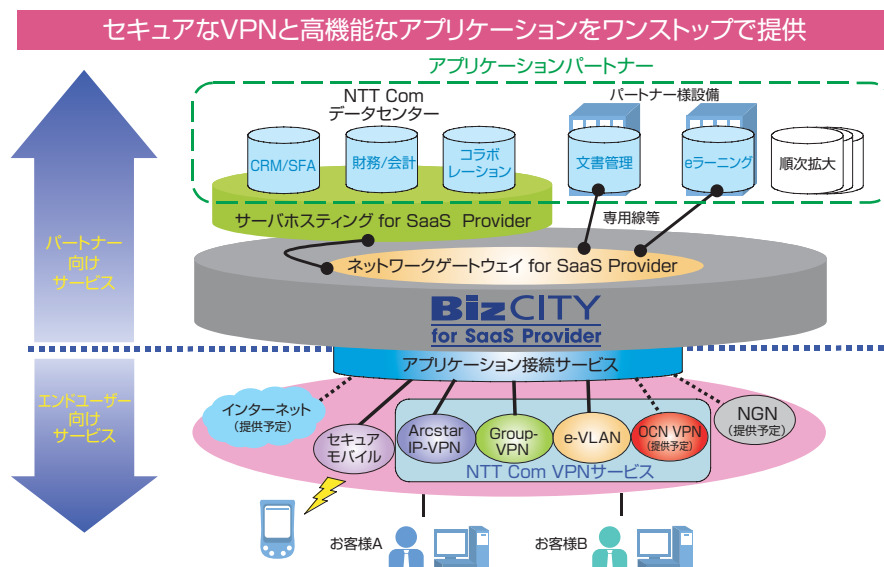 セキュアなVPNと高機能なアプリケーションをワンストップで提供
アプリケーションパートナー
NTT Com
データセンター
パートナー様設備
CRM/SFA
財務/会計
コラボ
レーション
文書管理
eラーニング
順次拡大
サーバホスティング for SaaS Provider
専用線等
パートナー
向け
サービス
ネットワークゲートウェイ for SaaS Provider
BizCITY
for SaaS Provider
アプリケーション接続サービス
エンドユーザー
向け
サービス
インターネット
(提供予定)
セキュア
モバイル
Arcstar
IP-VPN
Group-
VPN
e-VLAN
OCN VPN
(提供予定)
NGN
(提供予定)
NTT Com VPNサービス
お客様A
お客様B